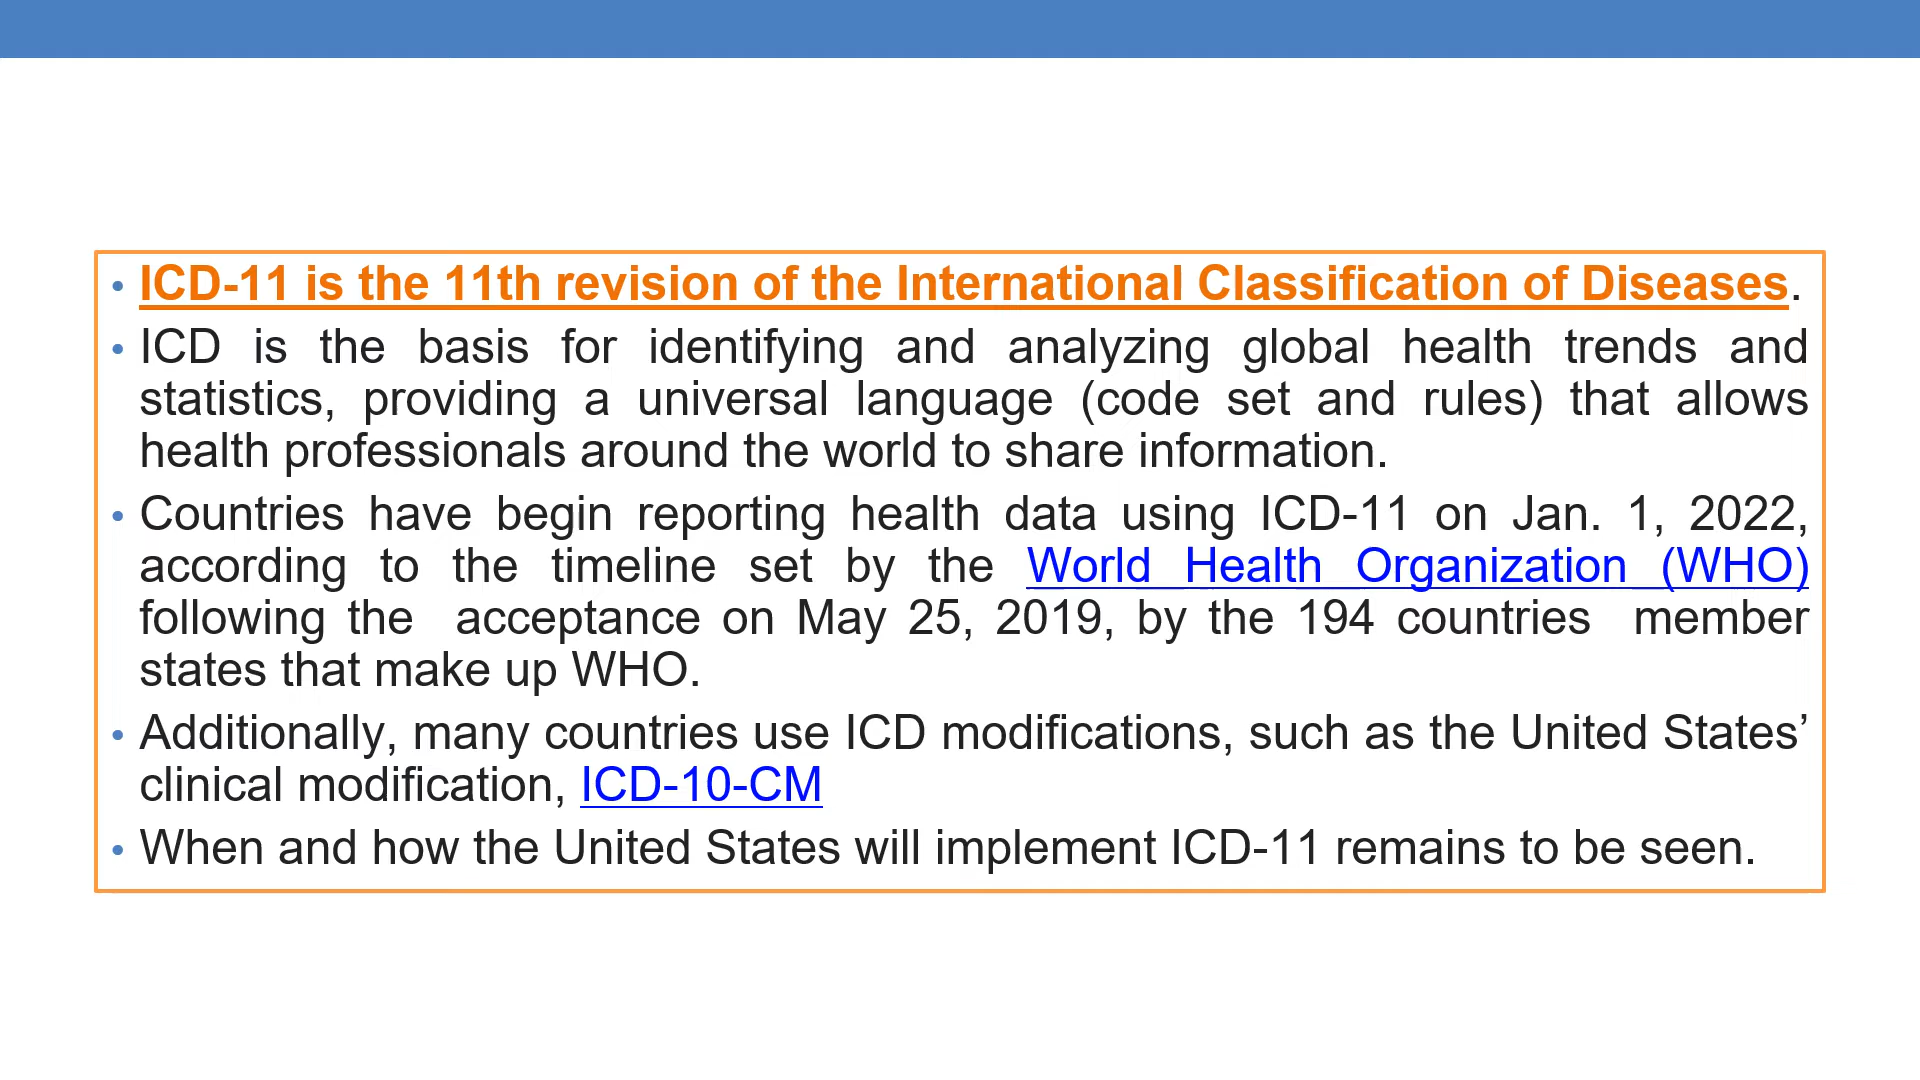 • ICD-11 is the 11th revision of the International Classification of Diseases.
• ICD is the basis for identifying and analyzing global health trends and
statistics, providing a universal language (code set and rules) that allows
health professionals around the world to share information.
• Countries have begin reporting health data using ICD-11 on Jan. 1, 2022,
according to the timeline set by the World Health Organization (WHO)
following the acceptance on May 25, 2019, by the 194 countries member
states that make up WHO.
• Additionally, many countries use ICD modifications, such as the United States’
clinical modification, ICD-10-CM
• When and how the United States will implement ICD-11 remains to be seen.